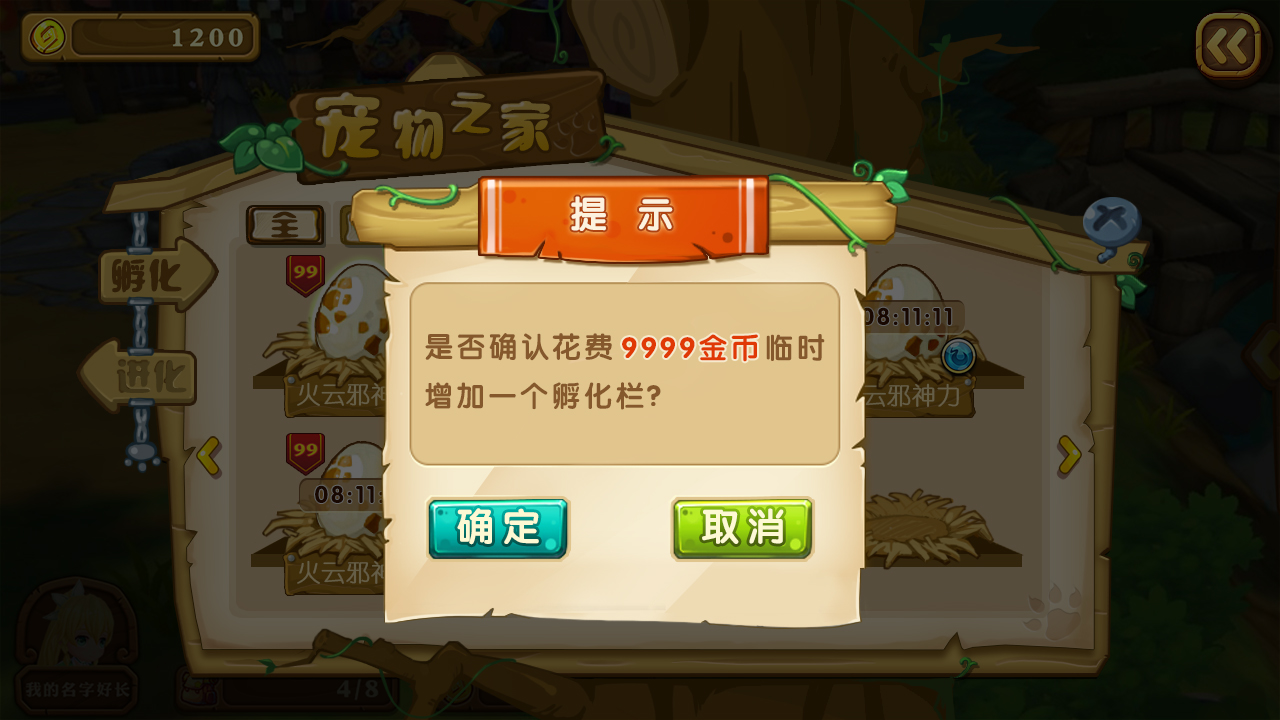 1200
宠物之家
提示
全
孵化
99
08:11:11
是否确认花费9999金币临时
增加一个孵化栏?
进化
火云邪神
云邪神力
99
08:11:
确定
取消
火云邪神
我的名字好长
4/8